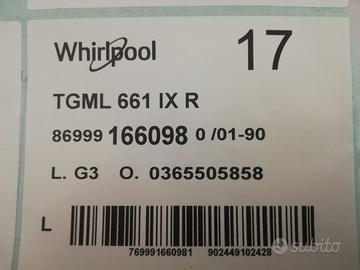 Whirlpool 17
TGML 661 IX R
86999 166098 0 /01-90
L. G3 O. 0365505858
L
769991660981 902449102428
subito